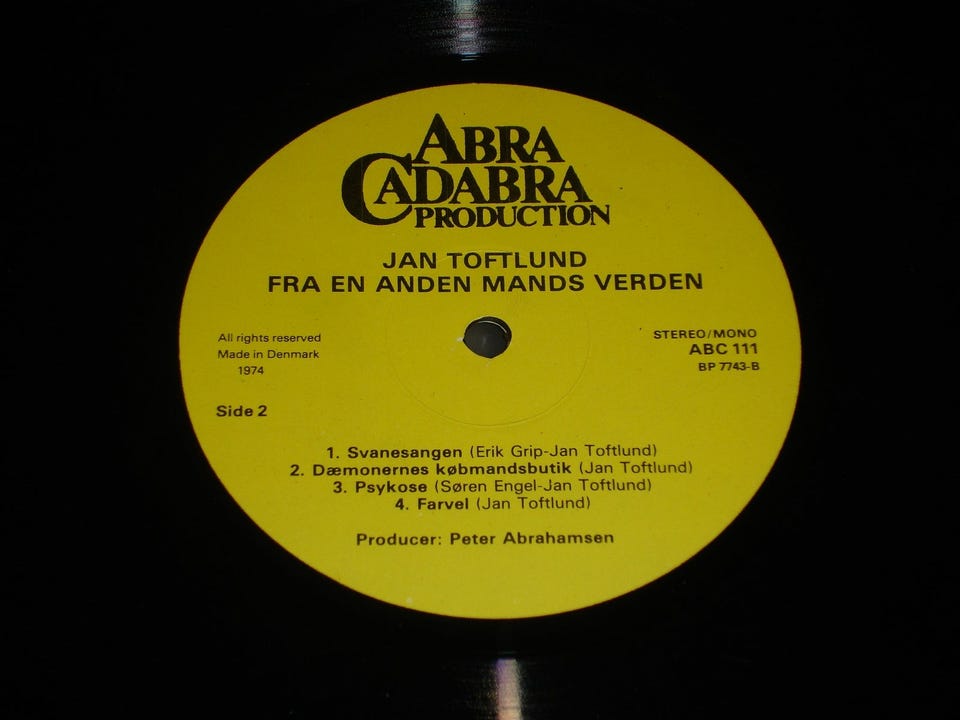 ABRA
CADABRA
PRODUCTION
JAN TOFTLUND
FRA EN ANDEN MANDS VERDEN
All rights reserved
Made in Denmark
1974
STEREO/MONO
ABC 111
BP 7743-B
Side 2
1. Svanesangen (Erik Grip-Jan Toftlund)
2. Dæmonernes købmandsbutik (Jan Toftlund)
3. Psykose (Søren Engel-Jan Toftlund)
4. Farvel (Jan Toftlund)
Producer: Peter Abrahamsen